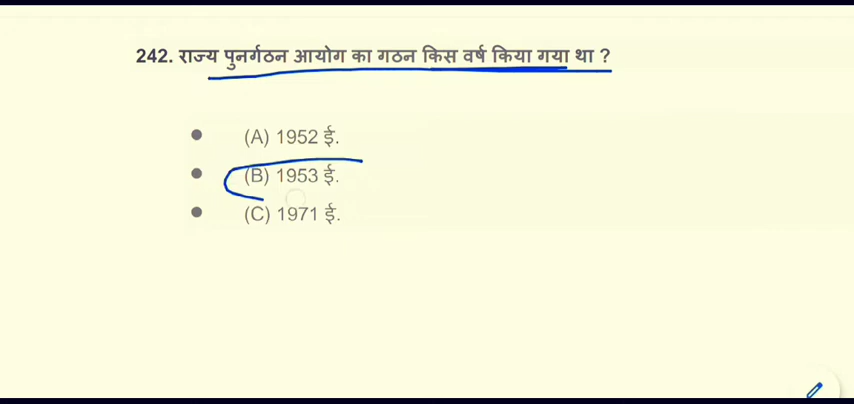 242. राज्य पुनर्गठन आयोग का गठन किस वर्ष किया गया था ?
(A) 1952 ई.
(B) 1953 ई.
(C) 1971 ई.